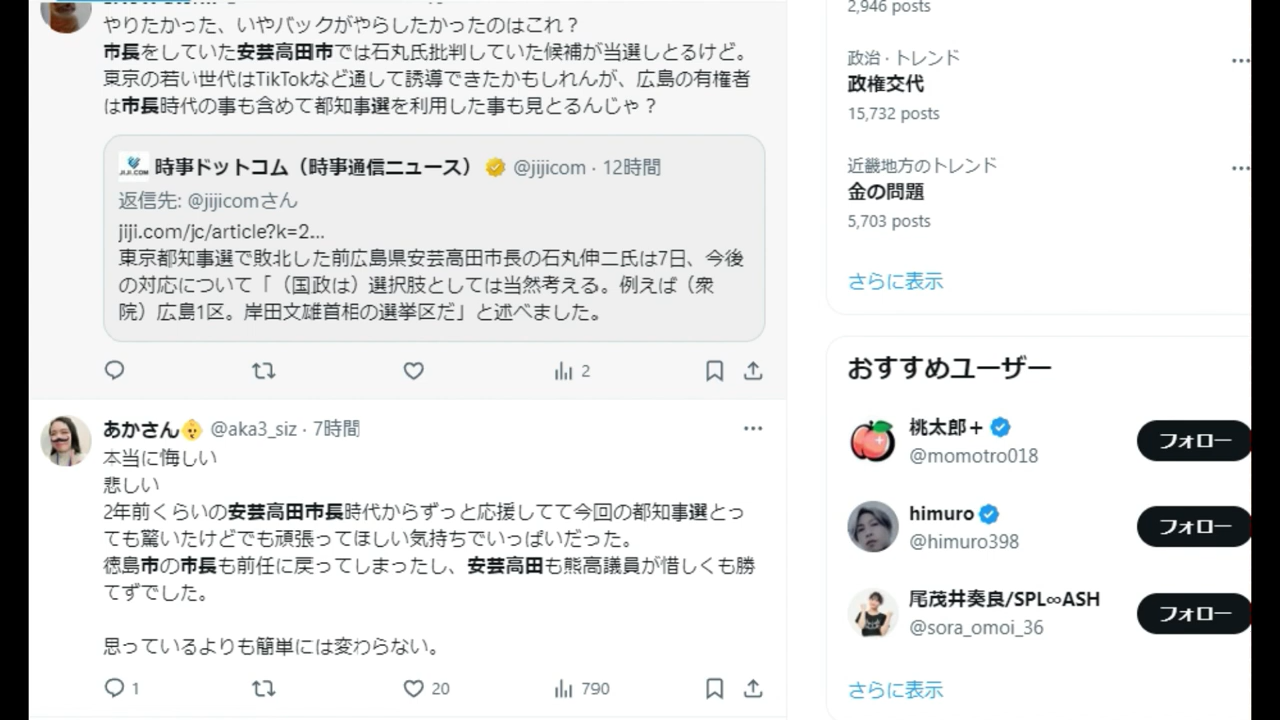 やりたかった、いやバックがやらしたかったのはこれ？
市長をしていた安芸高田市では石丸氏批判していた候補が当選しとるけど。
東京の若い世代はTikTokなど通して誘導できたかもしれんが、広島の有権者
は市長時代の事も含めて都知事選を利用した事も見とるんじゃ？
JIJI.COM
時事ドットコム（時事通信ニュース） @jijicom · 12時間
返信先: @jijicomさん
jiji.com/jc/article?k=2...
東京都知事選で敗北した前広島県安芸高田市長の石丸伸二氏は7日、今後
の対応について「（国政は）選択肢としては当然考える。例えば（衆
院）広島1区。岸田文雄首相の選挙区だ」と述べました。
2
あかさん @aka3_siz · 7時間
本当に悔しい
悲しい
2年前くらいの安芸高田市長時代からずっと応援してて今回の都知事選とっ
ても驚いたけどでも頑張ってほしい気持ちでいっぱいだった。
徳島市の市長も前任に戻ってしまったし、安芸高田も熊高議員が惜しくも勝
てずでした。
思っているよりも簡単には変わらない。
1 20 790
2,946 posts
政治 · トレンド
政権交代
15,732 posts
近畿地方のトレンド
金の問題
5,703 posts
さらに表示
おすすめユーザー
桃太郎＋
@momotro018
フォロー
himuro
@himuro398
フォロー
尾茂井奏良/SPL∞ASH
@sora_omoi_36
フォロー
さらに表示